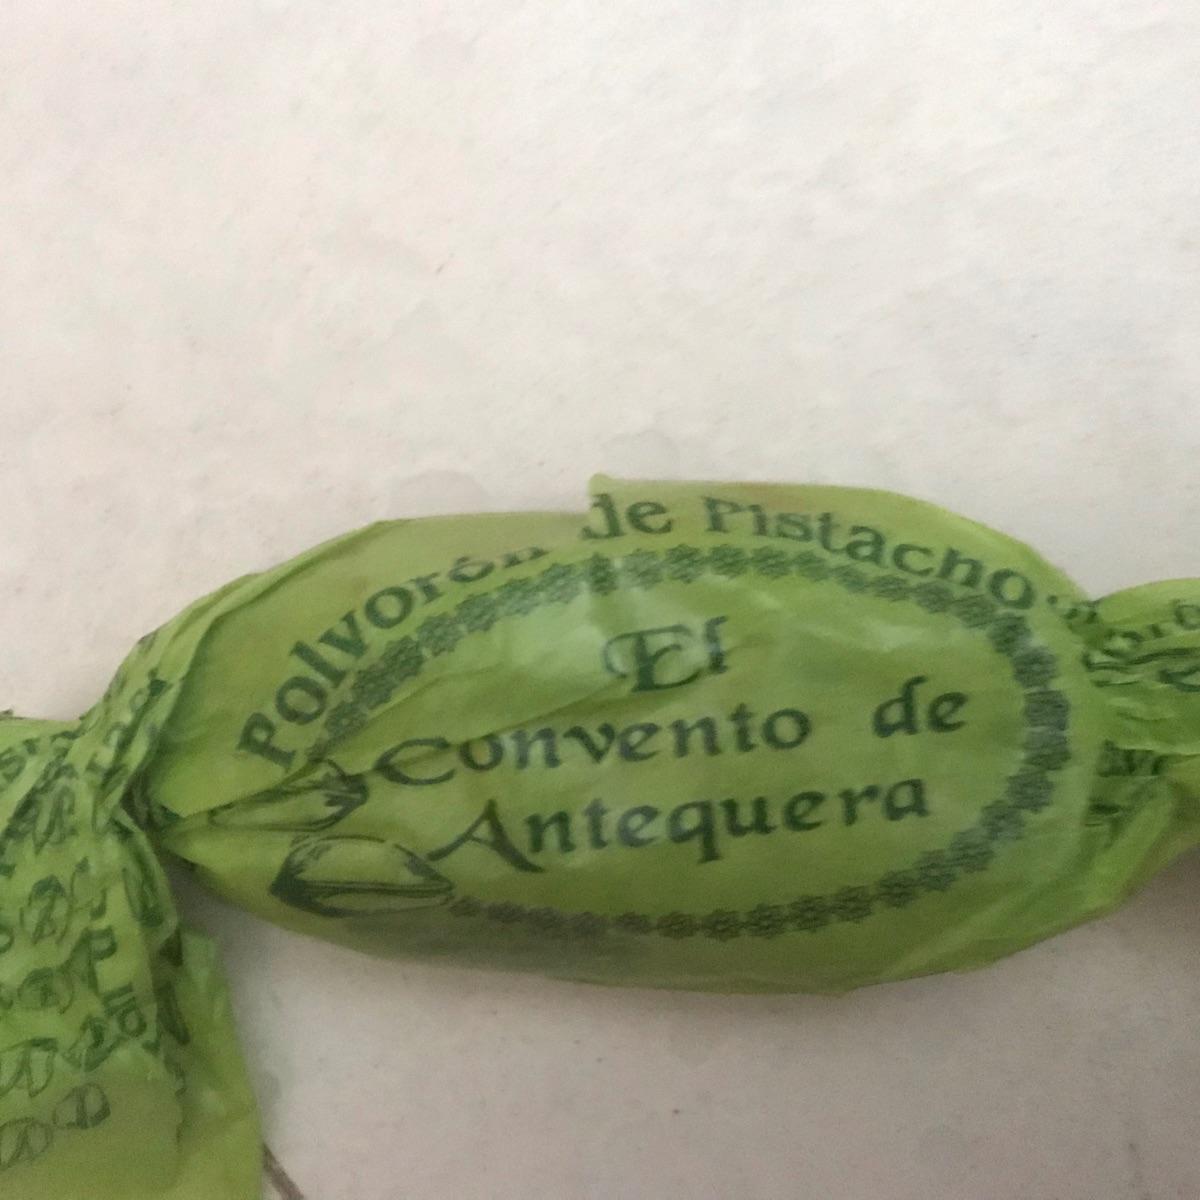 Polvorón de Pistacho
El
Convento de
Antequera